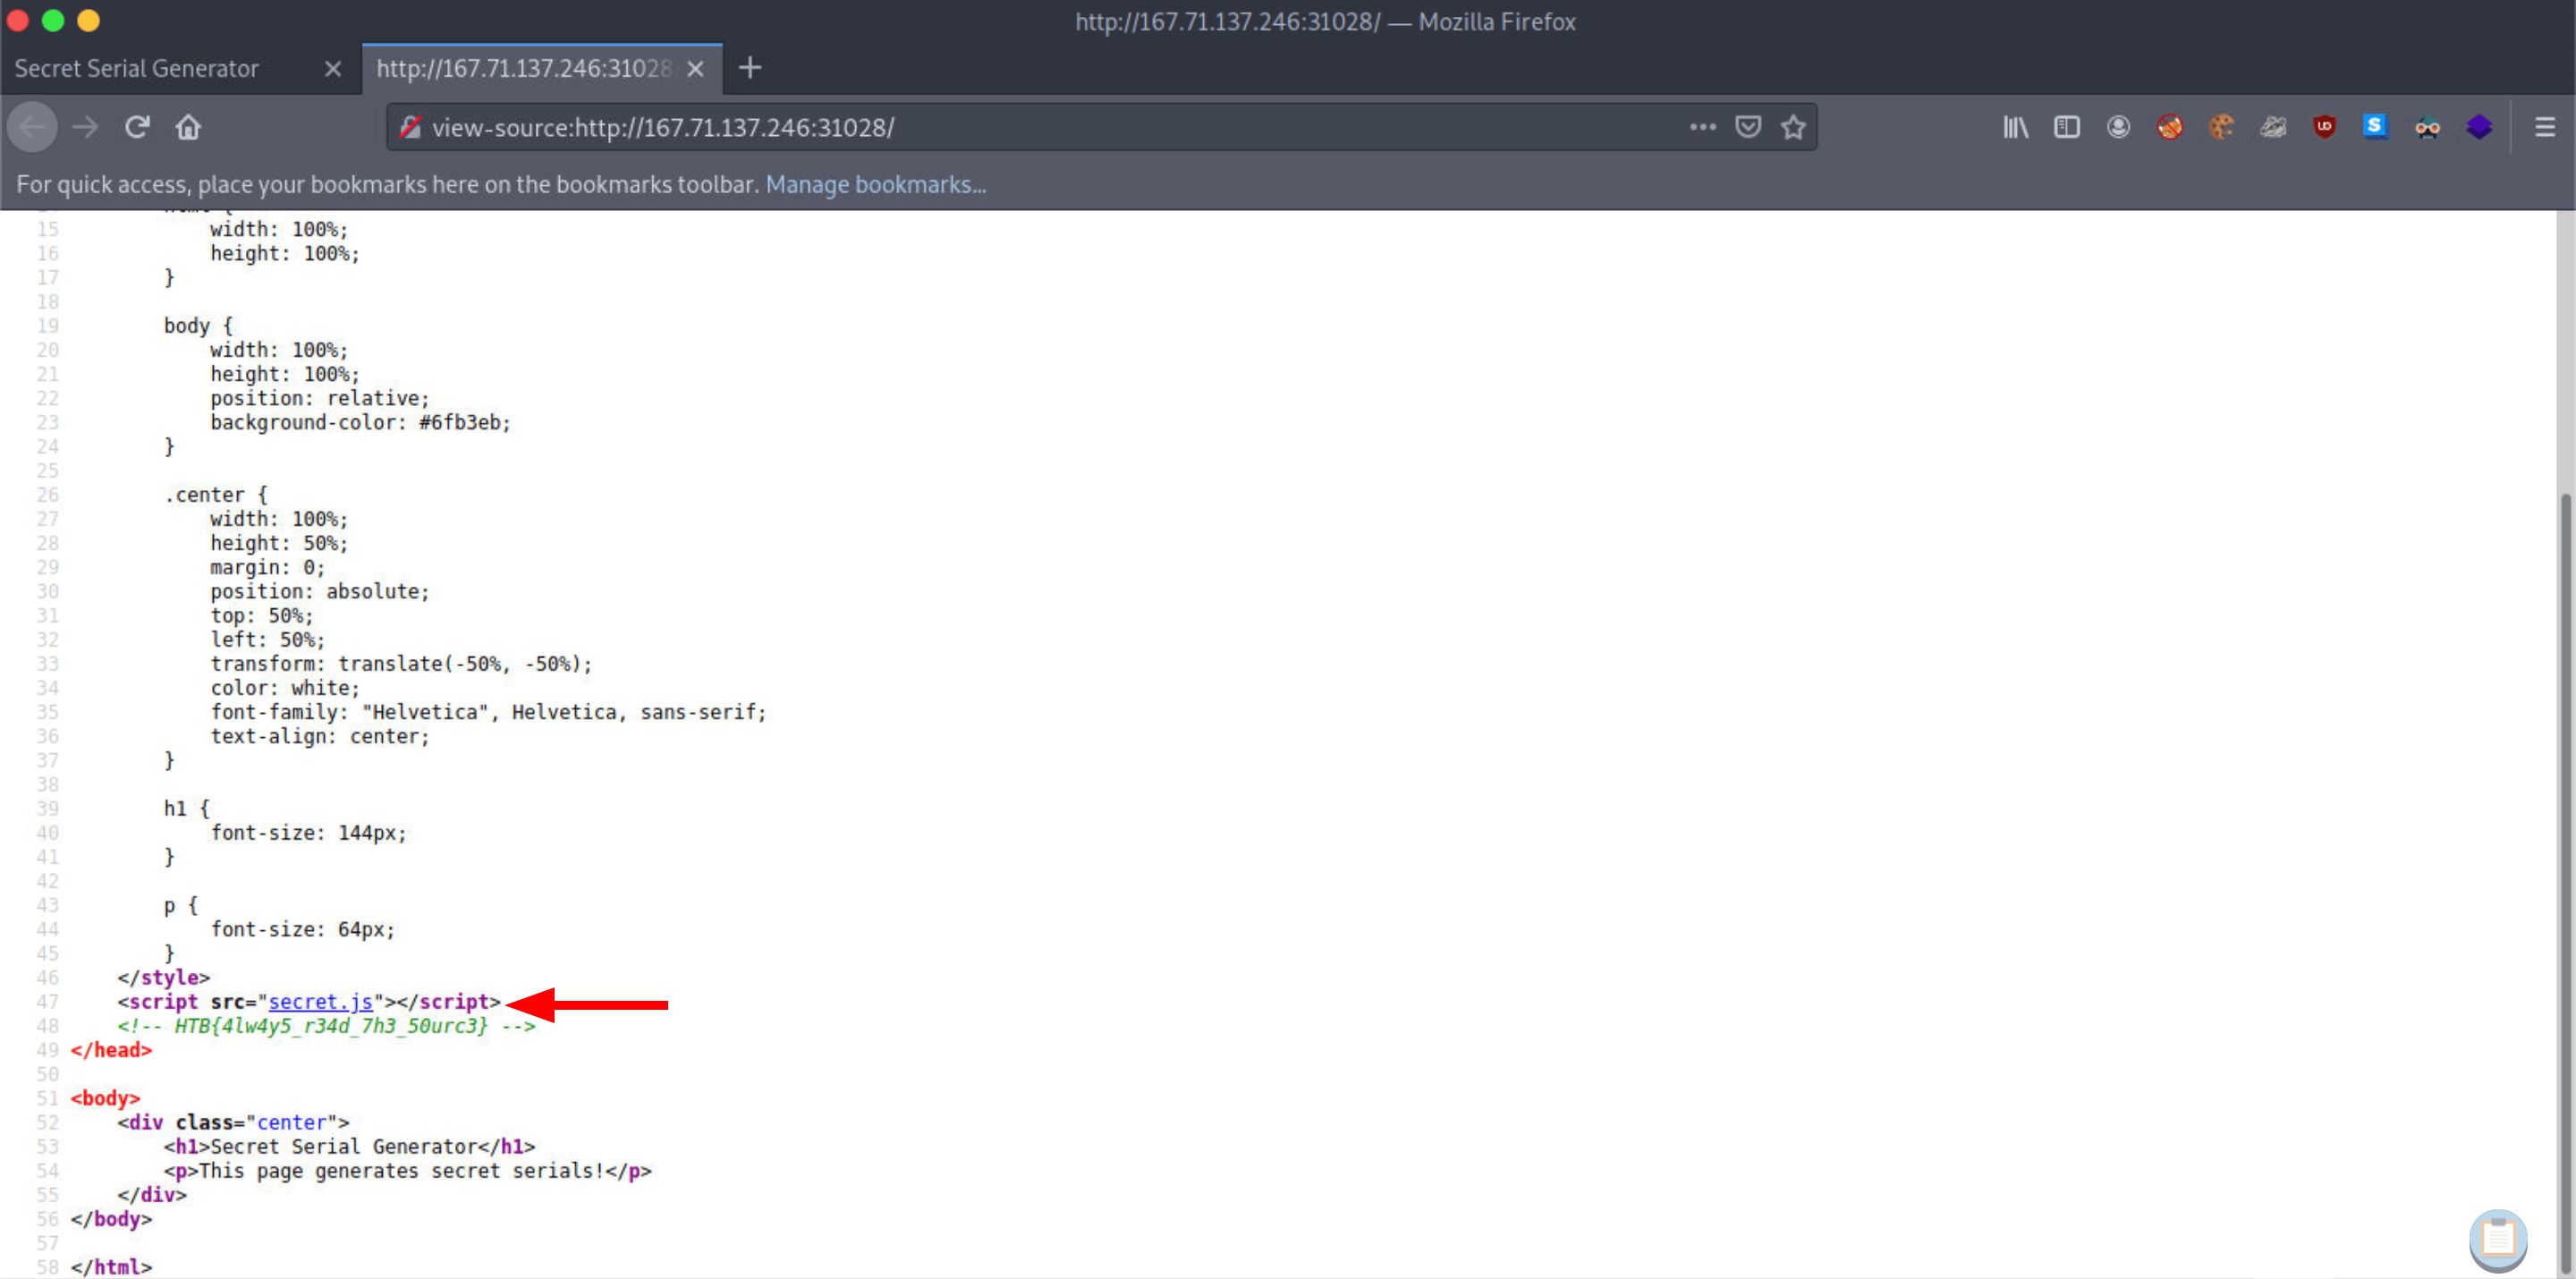 http://167.71.137.246:31028/ — Mozilla Firefox
Secret Serial Generator
http://167.71.137.246:31028
view-source:http://167.71.137.246:31028/
For quick access, place your bookmarks here on the bookmarks toolbar. Manage bookmarks...
15 width: 100%;
16 height: 100%;
17 }
18
19 body {
20 width: 100%;
21 height: 100%;
22 position: relative;
23 background-color: #6fb3eb;
24 }
25
26 .center {
27 width: 100%;
28 height: 50%;
29 margin: 0;
30 position: absolute;
31 top: 50%;
32 left: 50%;
33 transform: translate(-50%, -50%);
34 color: white;
35 font-family: "Helvetica", Helvetica, sans-serif;
36 text-align: center;
37 }
38
39 h1 {
40 font-size: 144px;
41 }
42
43 p {
44 font-size: 64px;
45 }
46 </style>
47 <script src="secret.js"></script>
48 <!-- HTB{4lw4y5_r34d_7h3_50urc3} -->
49 </head>
50
51 <body>
52 <div class="center">
53 <h1>Secret Serial Generator</h1>
54 <p>This page generates secret serials!</p>
55 </div>
56 </body>
57
58 </html>